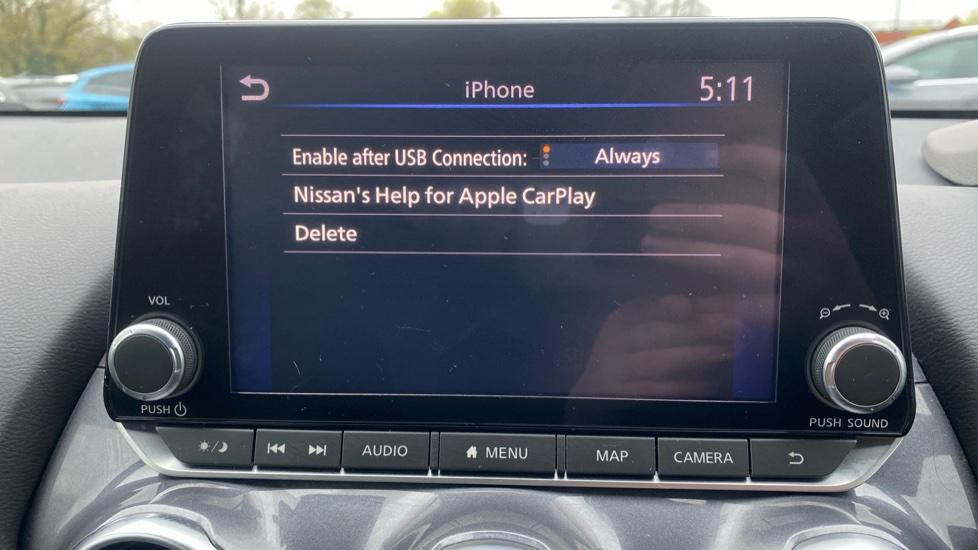 iPhone 5:11
Enable after USB Connection: Always
Nissan's Help for Apple CarPlay
Delete
VOL
PUSH
PUSH SOUND
AUDIO MENU MAP CAMERA